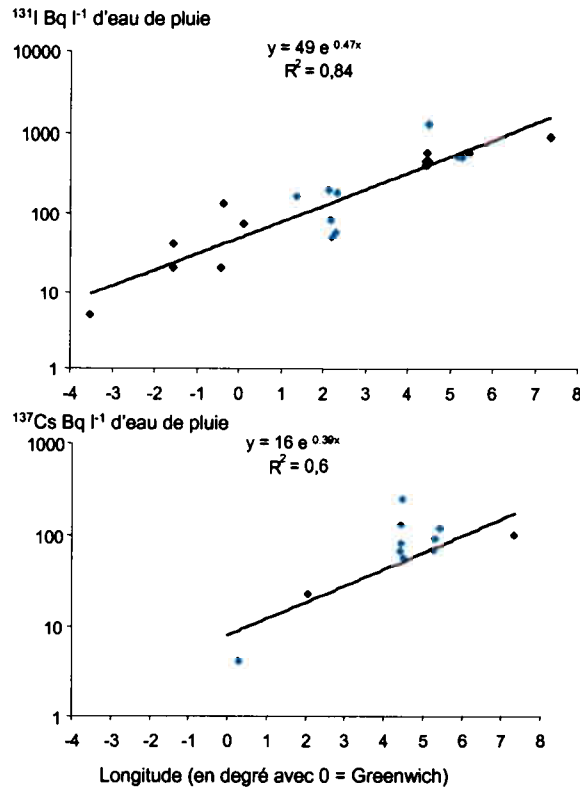 ¹³¹I Bq l⁻¹ d'eau de pluie
y = 49 e ^0.47x
R² = 0,84
10000
1000
100
10
1
-4 -3 -2 -1 0 1 2 3 4 5 6 7 8
¹³⁷Cs Bq l⁻¹ d'eau de pluie
y = 16 e ^0.39x
R² = 0,6
1000
100
10
1
-4 -3 -2 -1 0 1 2 3 4 5 6 7 8
Longitude (en degré avec 0 = Greenwich)